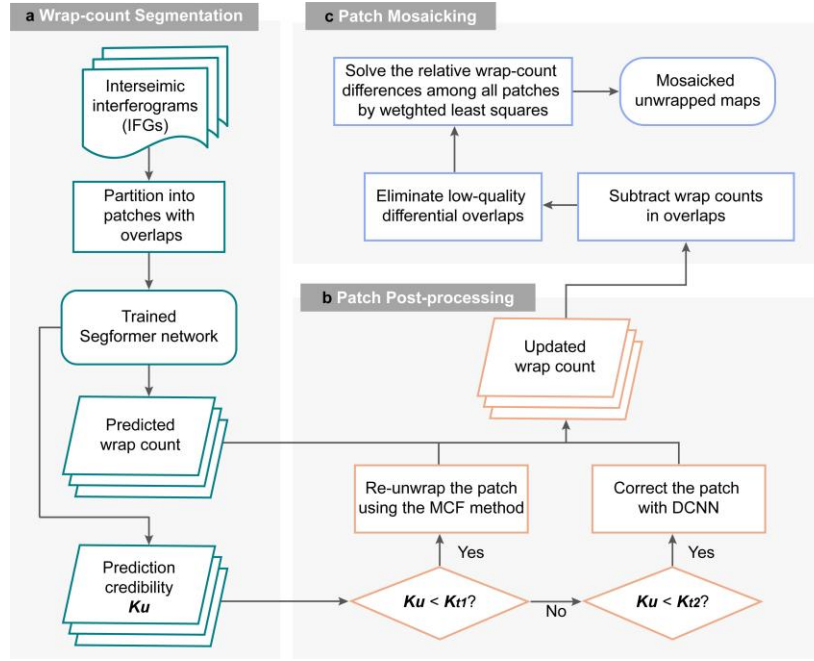 a Wrap-count Segmentation
Interseimic
interferograms
(IFGs)
Partition into
patches with
overlaps
Trained
Segformer network
Predicted
wrap count
Prediction
credibility
Ku
c Patch Mosaicking
Solve the relative wrap-count
differences among all patches
by wetghted least squares
Mosaicked
unwrapped maps
Eliminate low-quality
differential overlaps
Subtract wrap counts
in overlaps
b Patch Post-processing
Updated
wrap count
Re-unwrap the patch
using the MCF method
Correct the patch
with DCNN
Yes
Yes
Ku < Kt1?
No
Ku < Kt2?